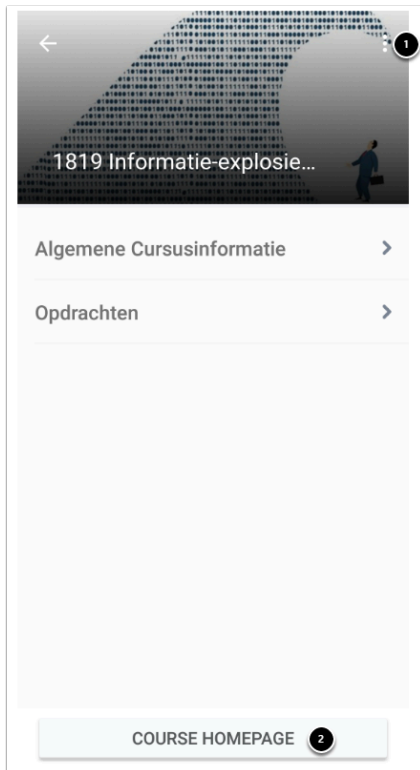 1
1819 Informatie-explosie...
Algemene Cursusinformatie
Opdrachten
COURSE HOMEPAGE 2